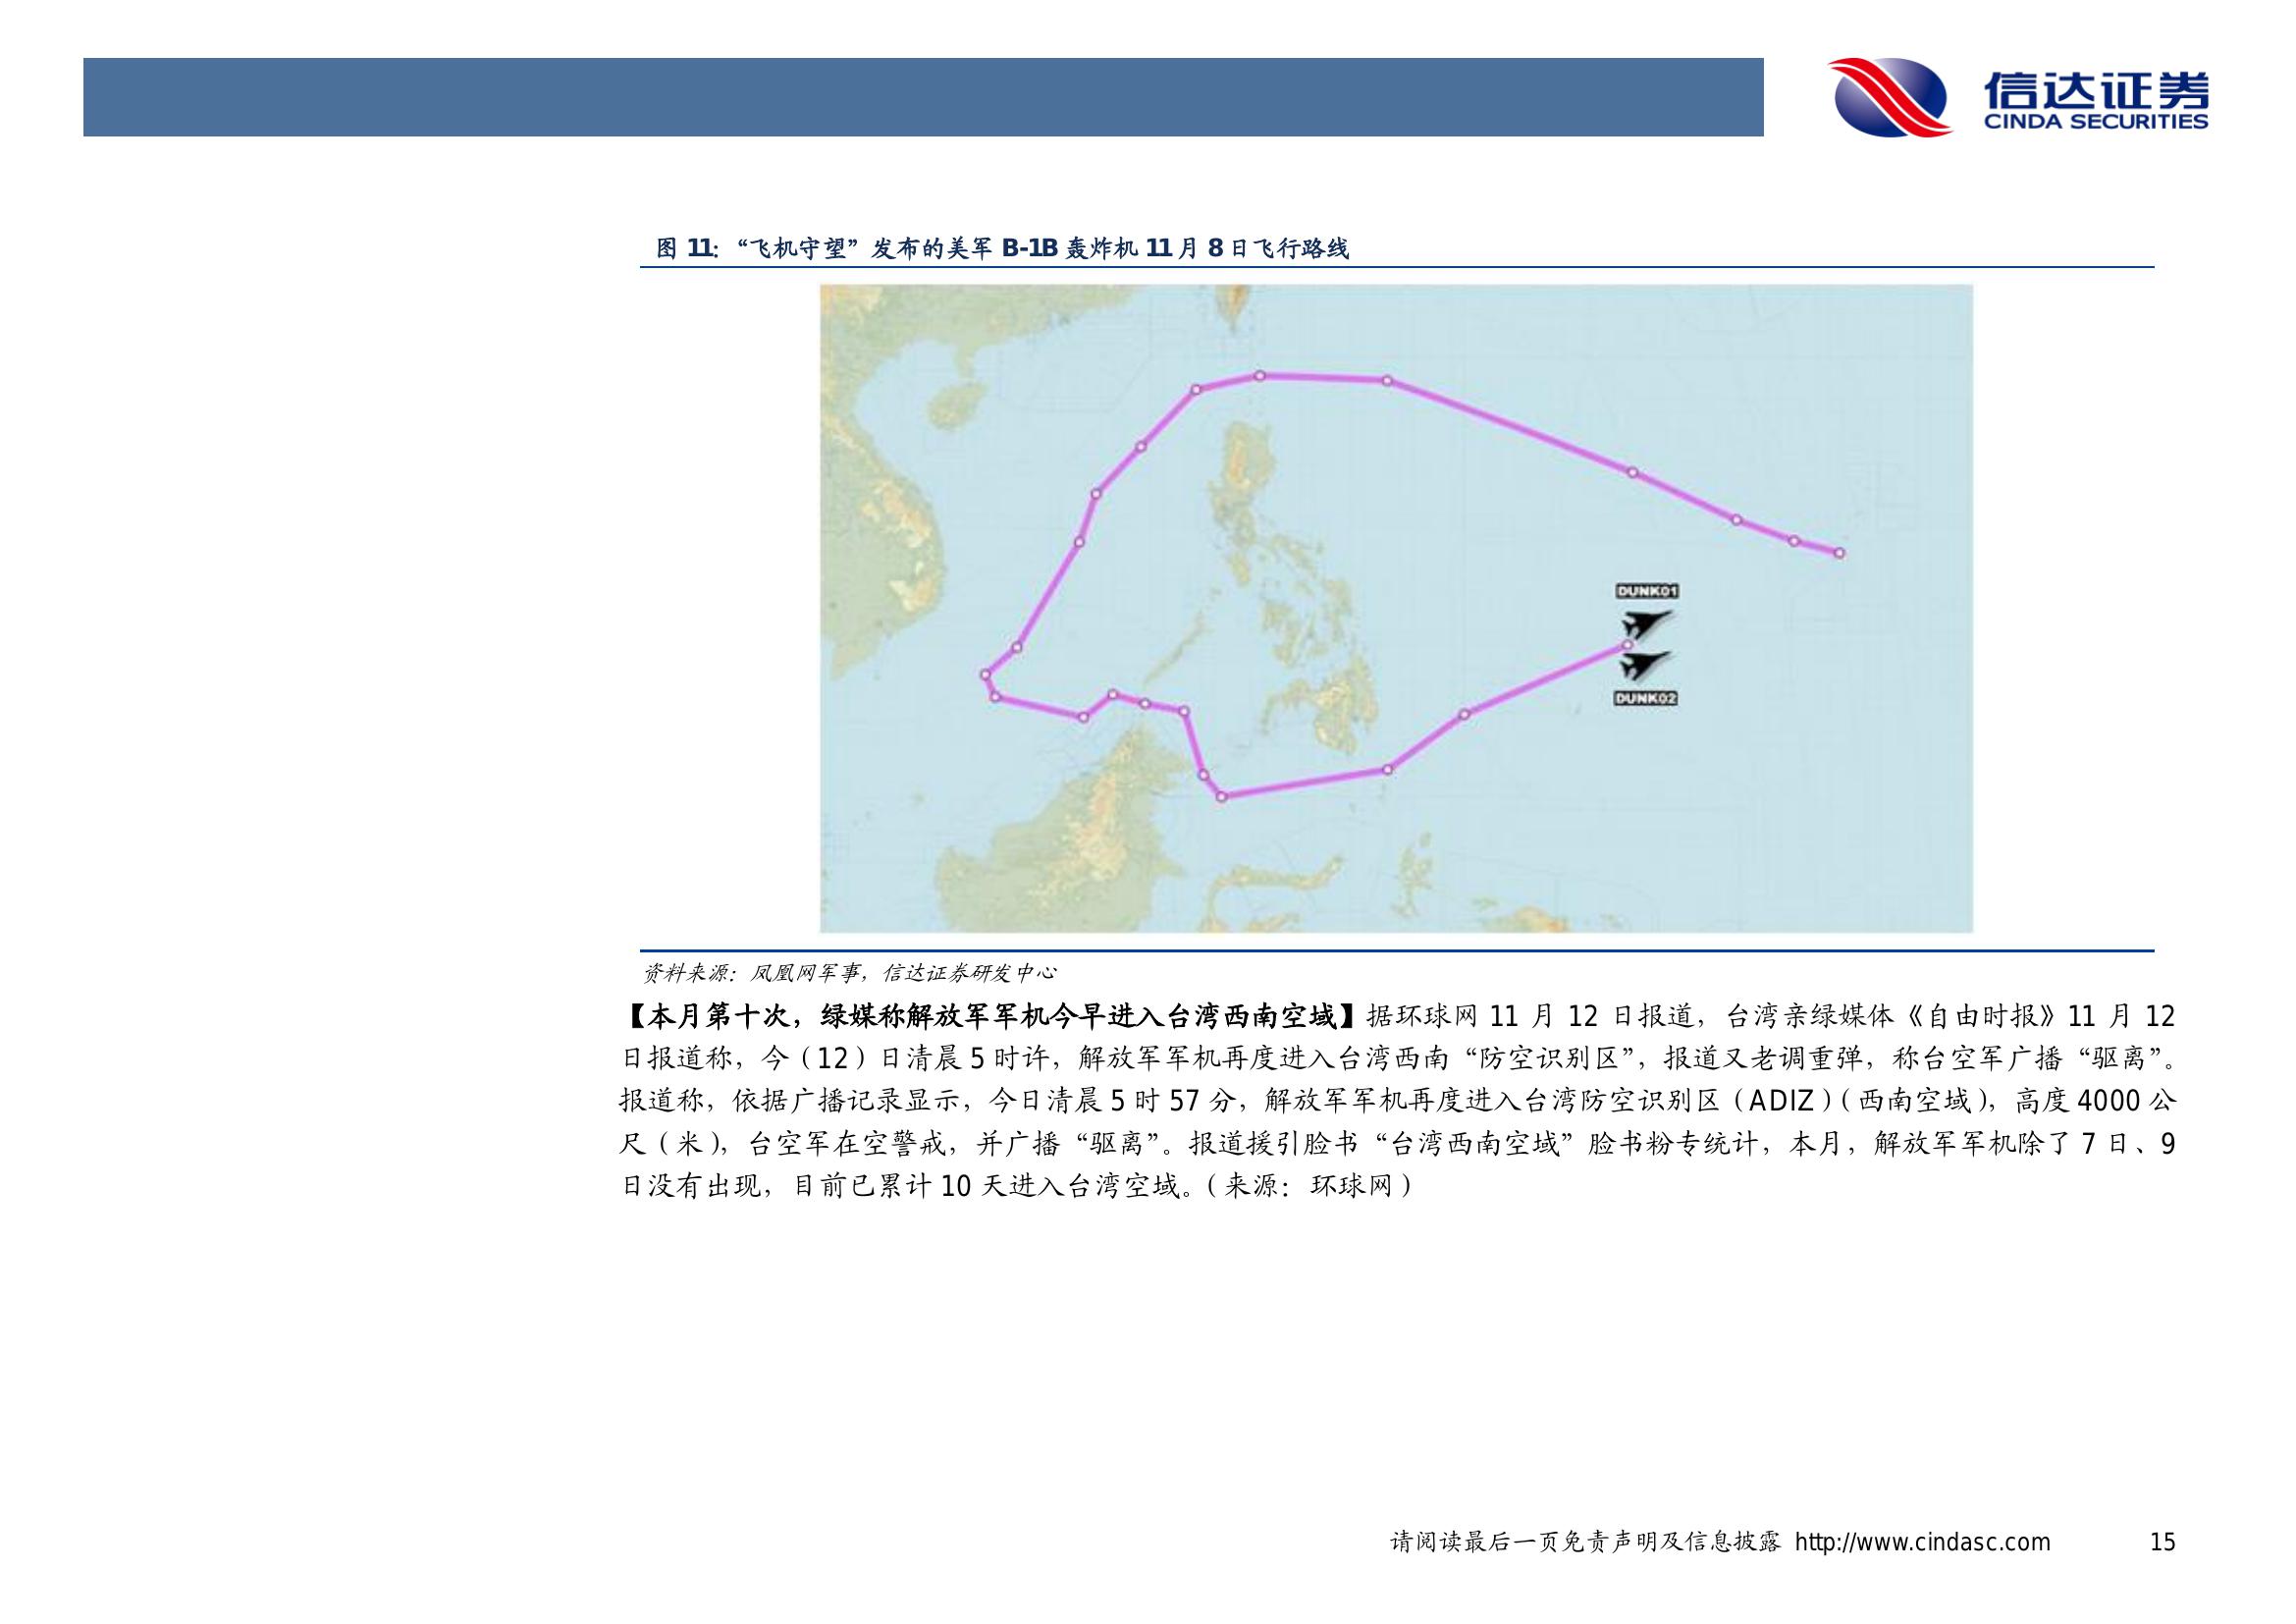 信达证券
CINDA SECURITIES
图 11：“飞机守望”发布的美军 B-1B 轰炸机 11 月 8 日飞行路线
DUNK01
DUNK02
资料来源：凤凰网军事，信达证券研发中心
【本月第十次，绿媒称解放军军机今早进入台湾西南空域】据环球网 11 月 12 日报道，台湾亲绿媒体《自由时报》11 月 12
日报道称，今（12）日清晨 5 时许，解放军军机再度进入台湾西南“防空识别区”，报道又老调重弹，称台空军广播“驱离”。
报道称，依据广播记录显示，今日清晨 5 时 57 分，解放军军机再度进入台湾防空识别区（ADIZ）（西南空域），高度 4000 公
尺（米），台空军在空警戒，并广播“驱离”。报道援引脸书“台湾西南空域”脸书粉专统计，本月，解放军军机除了 7 日、9
日没有出现，目前已累计 10 天进入台湾空域。（来源：环球网）
请阅读最后一页免责声明及信息披露 http://www.cindasc.com 15